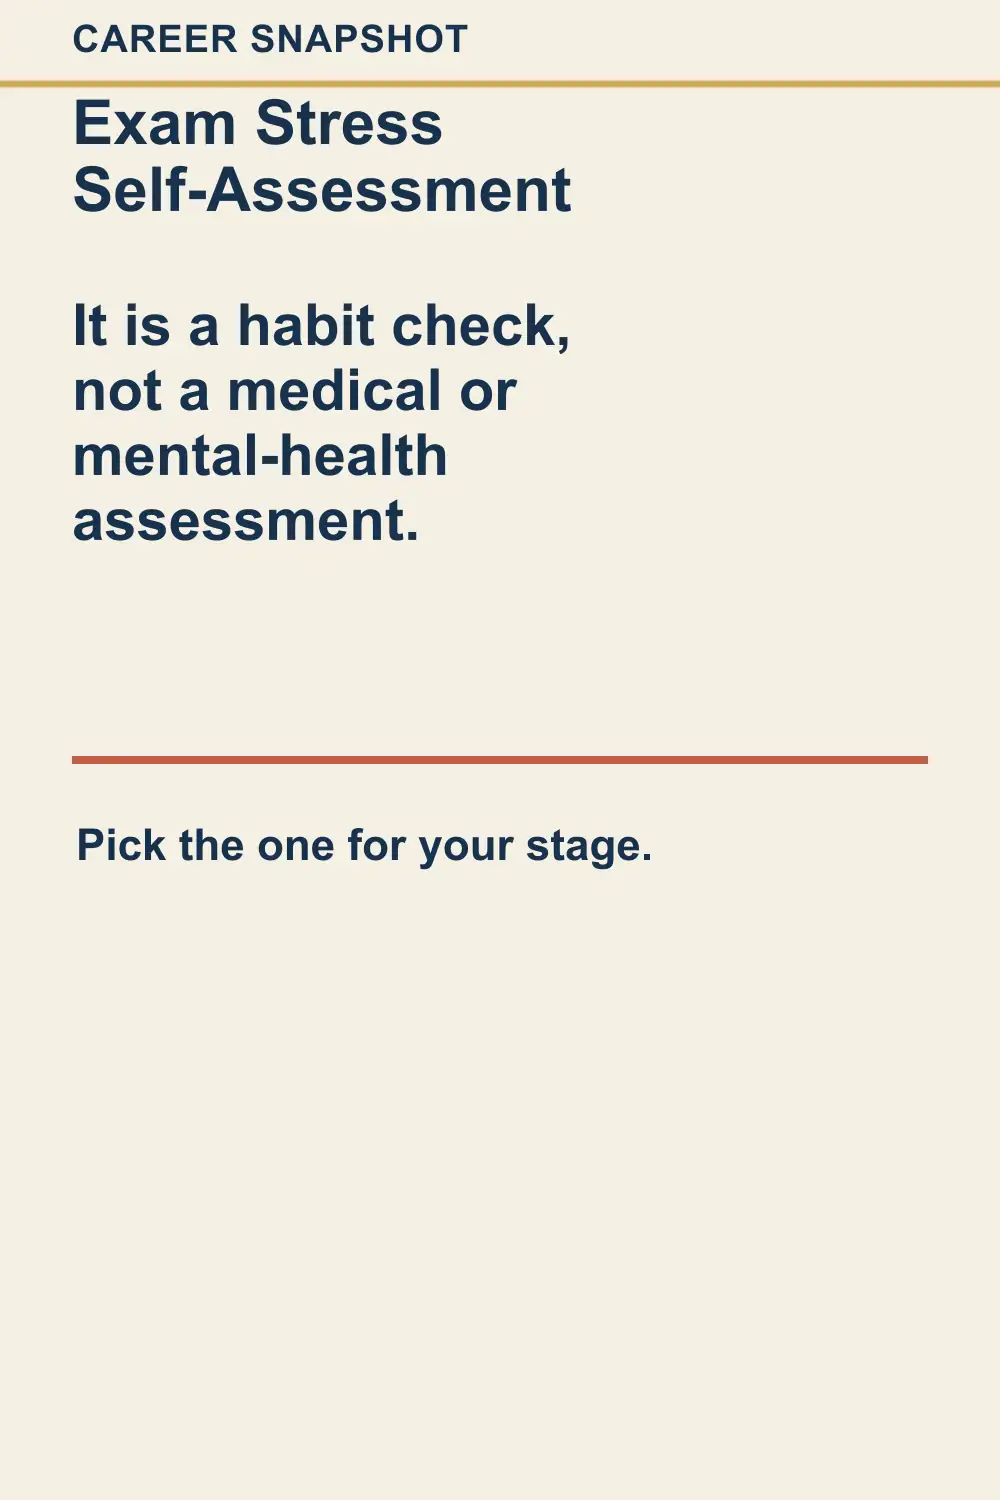 CAREER SNAPSHOT
Exam Stress
Self-Assessment
It is a habit check,
not a medical or
mental-health
assessment.
Pick the one for your stage.